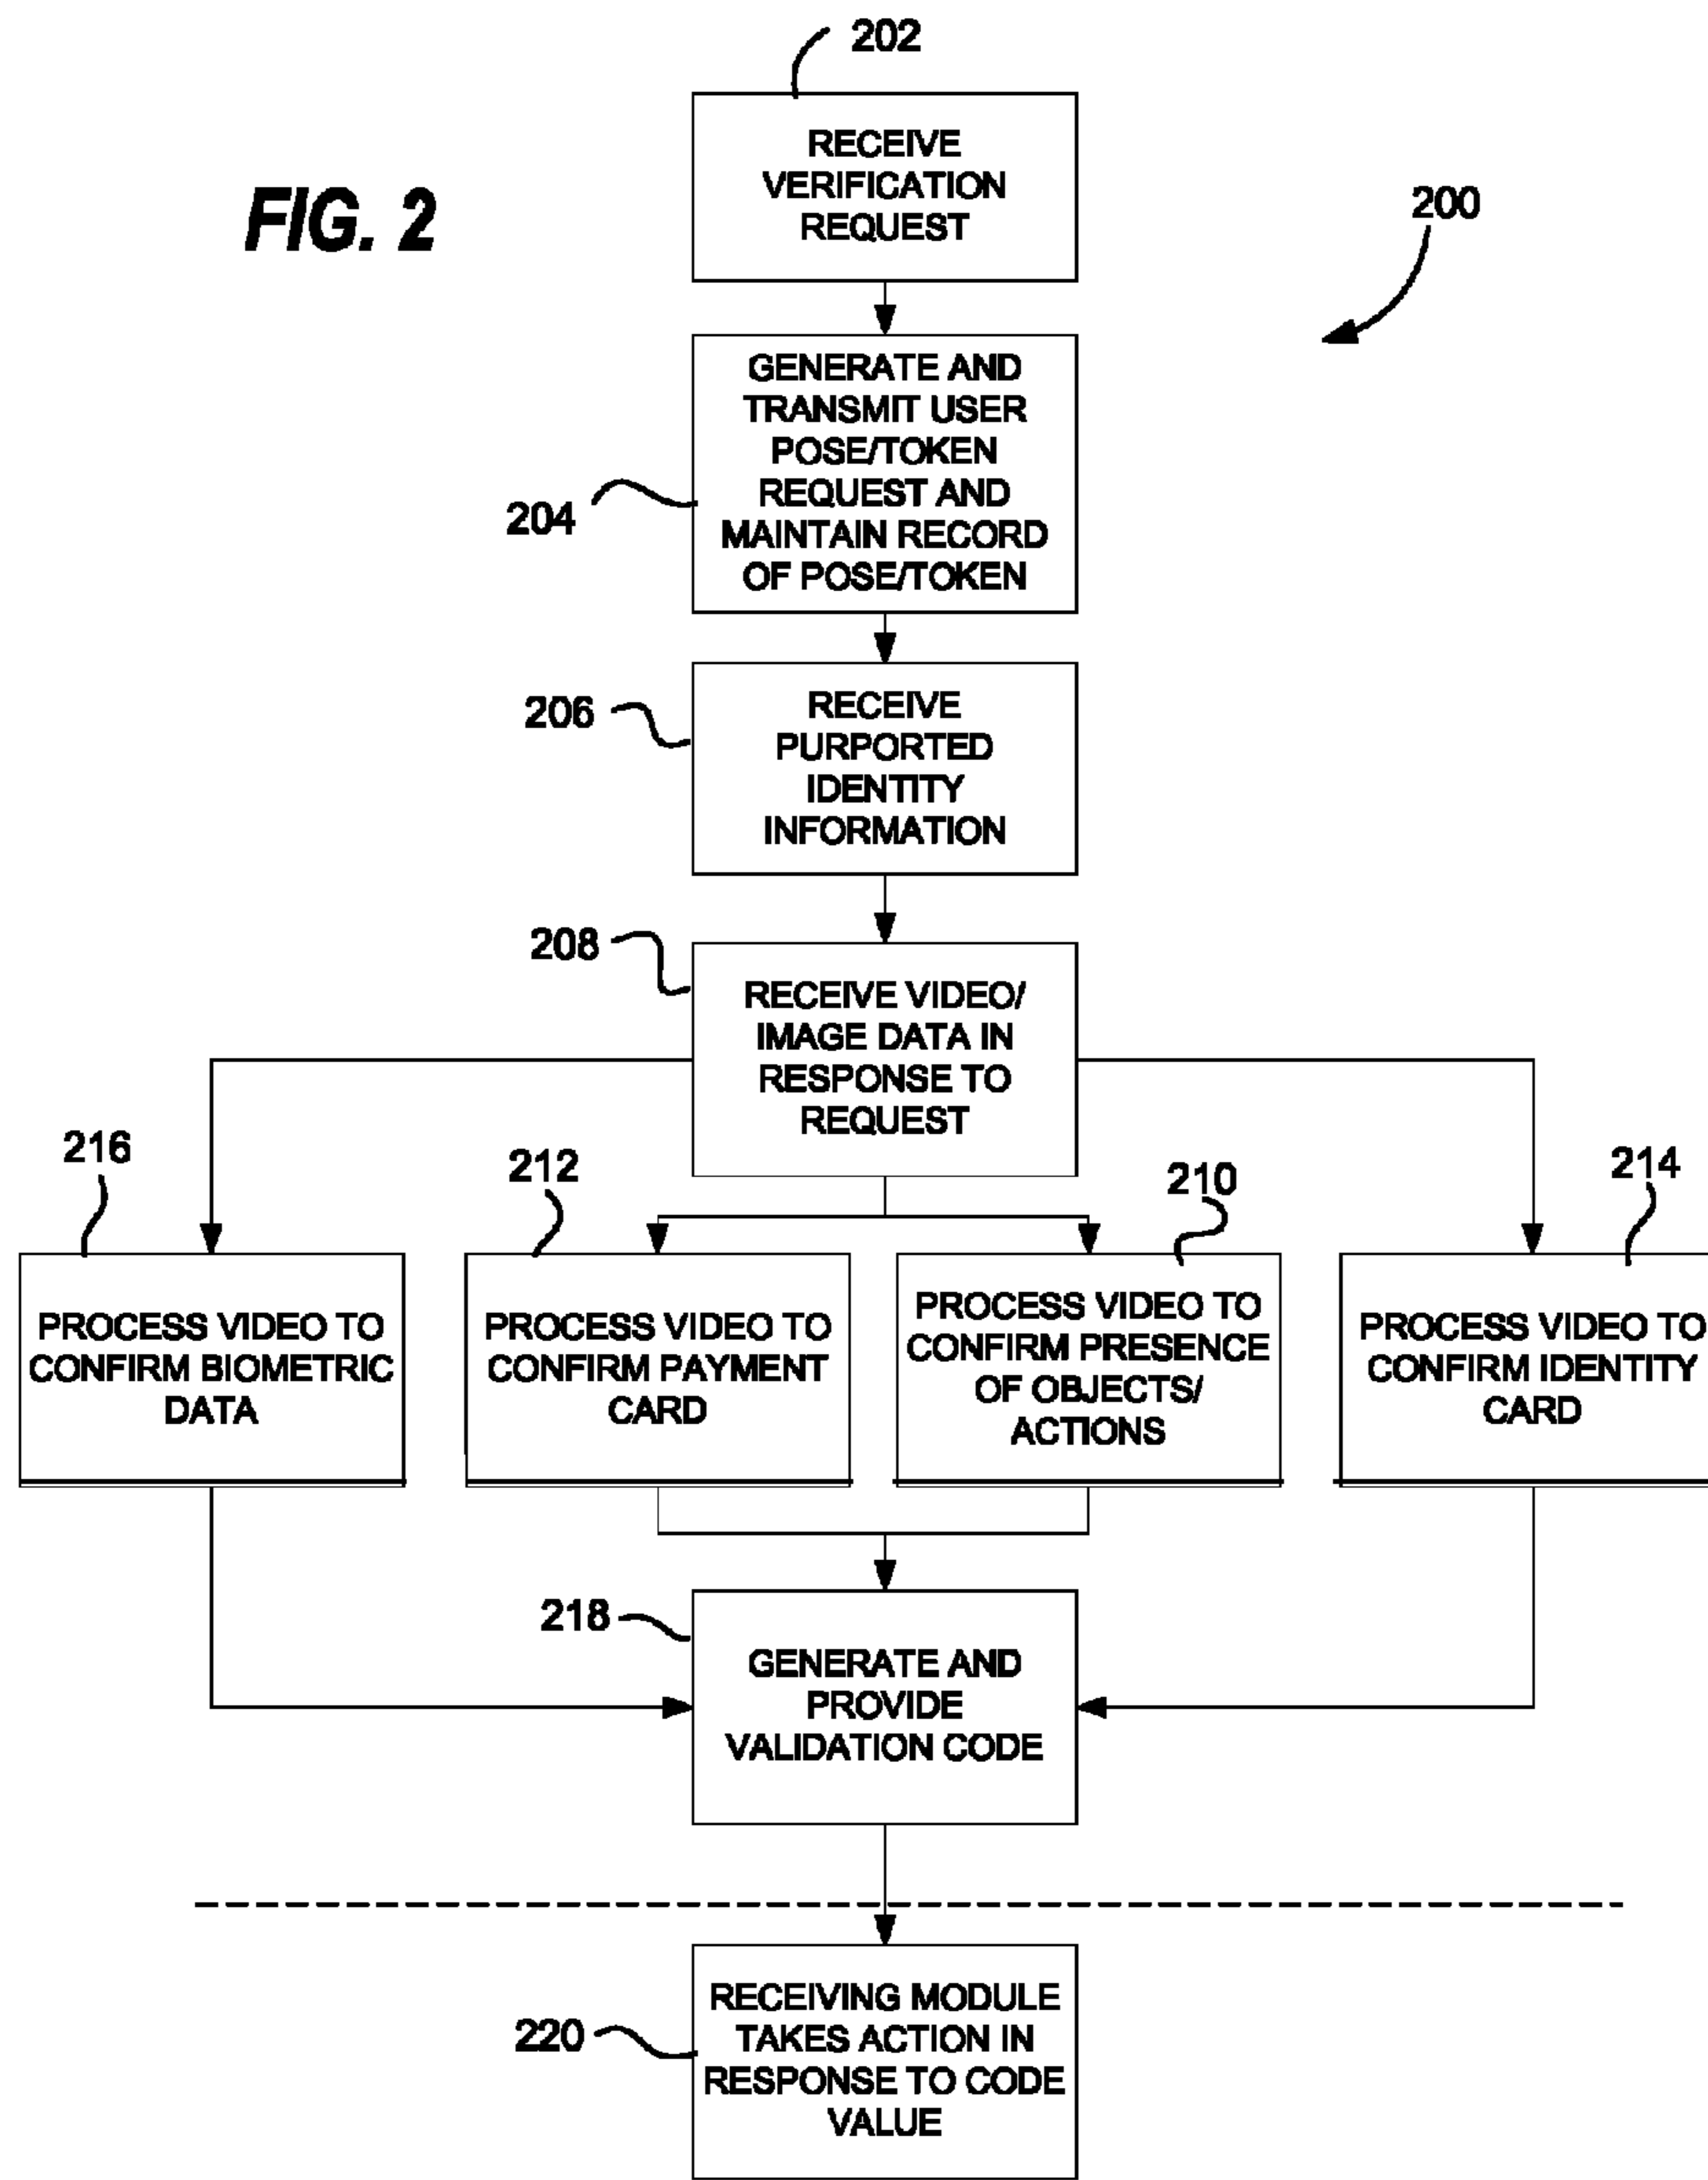 202
RECEIVE
VERIFICATION
REQUEST
FIG. 2
200
GENERATE AND
TRANSMIT USER
POSE/TOKEN
REQUEST AND
MAINTAIN RECORD
OF POSE/TOKEN
204
206
RECEIVE
PURPORTED
IDENTITY
INFORMATION
208
RECEIVE VIDEO/
IMAGE DATA IN
RESPONSE TO
REQUEST
216
212
210
214
PROCESS VIDEO TO
CONFIRM BIOMETRIC
DATA
PROCESS VIDEO TO
CONFIRM PAYMENT
CARD
PROCESS VIDEO TO
CONFIRM PRESENCE
OF OBJECTS/
ACTIONS
PROCESS VIDEO TO
CONFIRM IDENTITY
CARD
218
GENERATE AND
PROVIDE
VALIDATION CODE
220
RECEIVING MODULE
TAKES ACTION IN
RESPONSE TO CODE
VALUE